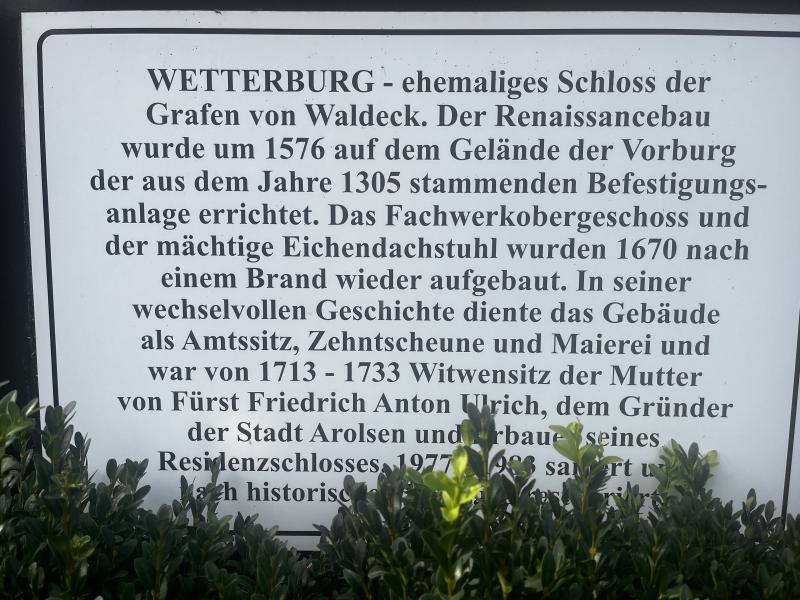 WETTERBURG - ehemaliges Schloss der
Grafen von Waldeck. Der Renaissancebau
wurde um 1576 auf dem Gelände der Vorburg
der aus dem Jahre 1305 stammenden Befestigungs-
anlage errichtet. Das Fachwerkobergeschoss und
der mächtige Eichendachstuhl wurden 1670 nach
einem Brand wieder aufgebaut. In seiner
wechselvollen Geschichte diente das Gebäude
als Amtssitz, Zehntscheune und Maierei und
war von 1713 - 1733 Witwensitz der Mutter
von Fürst Friedrich Anton Ulrich, dem Gründer
der Stadt Arolsen und Erbauer seines
Residenzschlosses. 1977
nach